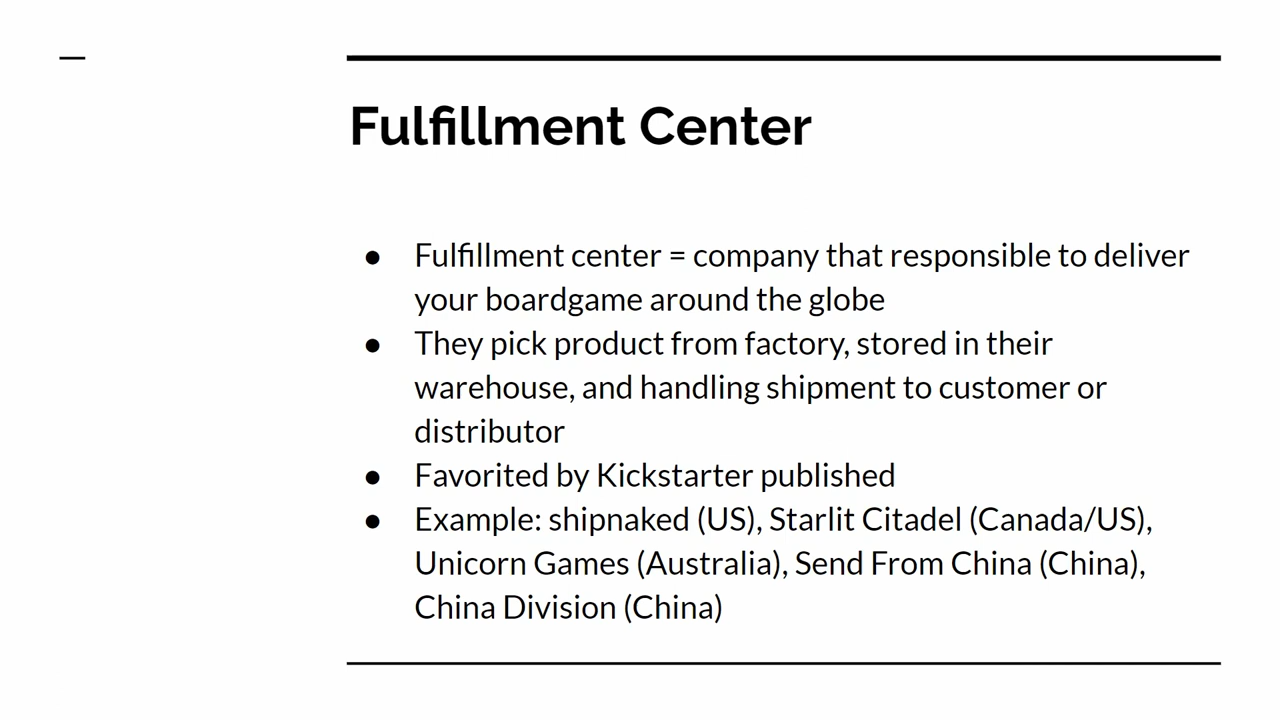 Fulfillment Center
● Fulfillment center = company that responsible to deliver
your boardgame around the globe
● They pick product from factory, stored in their
warehouse, and handling shipment to customer or
distributor
● Favorited by Kickstarter published
● Example: shipnaked (US), Starlit Citadel (Canada/US),
Unicorn Games (Australia), Send From China (China),
China Division (China)